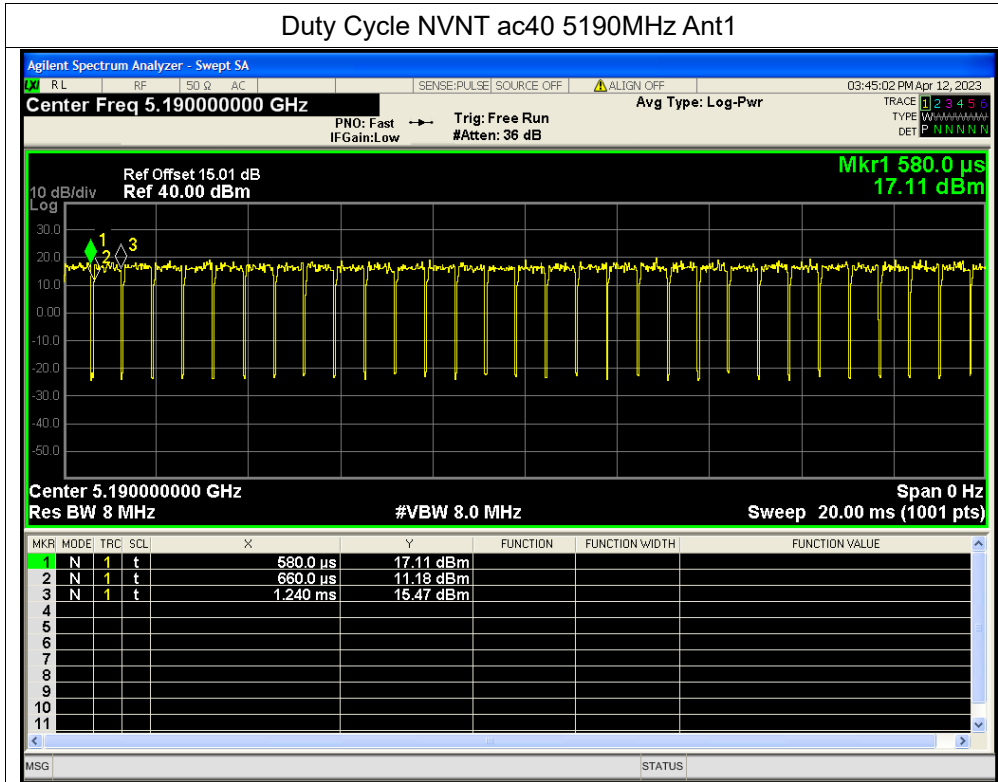 Duty Cycle NVNT ac40 5190MHz Ant1
Agilent Spectrum Analyzer - Swept SA
LXI RL RF 50 Ω AC SENSE:PULSE SOURCE OFF ALIGN OFF 03:45:02 PM Apr 12, 2023
Center Freq 5.190000000 GHz Avg Type: Log-Pwr TRACE 1 2 3 4 5 6
PNO: Fast Trig: Free Run TYPE W
IFGain:Low #Atten: 36 dB DET P N N N N N
Mkr1 580.0 µs
Ref Offset 15.01 dB
10 dB/div Ref 40.00 dBm 17.11 dBm
Log
30.0
20.0
10.0
0.00
-10.0
-20.0
-30.0
-40.0
-50.0
1
2
3
Center 5.190000000 GHz Span 0 Hz
Res BW 8 MHz #VBW 8.0 MHz Sweep 20.00 ms (1001 pts)
MKR MODE TRC SCL X Y FUNCTION FUNCTION WIDTH FUNCTION VALUE
1 N 1 t 580.0 µs 17.11 dBm
2 N 1 t 660.0 µs 11.18 dBm
3 N 1 t 1.240 ms 15.47 dBm
4
5
6
7
8
9
10
11
MSG STATUS